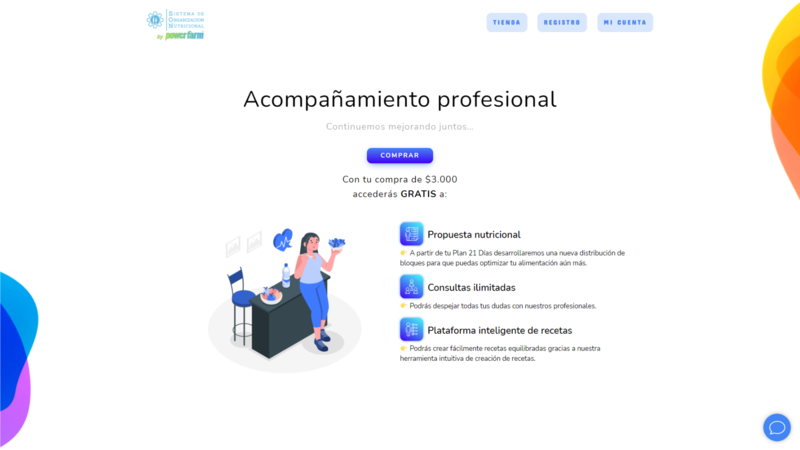 SISTEMA DE
ORGANIZACION
NUTRICIONAL
by powerfarm
TIENDA
REGISTRO
MI CUENTA
Acompañamiento profesional
Continuemos mejorando juntos...
COMPRAR
Con tu compra de $3.000
accederás GRATIS a:
Propuesta nutricional
👉 A partir de tu Plan 21 Días desarrollaremos una nueva distribución de
bloques para que puedas optimizar tu alimentación aún más.
Consultas ilimitadas
👉 Podrás despejar todas tus dudas con nuestros profesionales.
Plataforma inteligente de recetas
👉 Podrás crear fácilmente recetas equilibradas gracias a nuestra
herramienta intuitiva de creación de recetas.